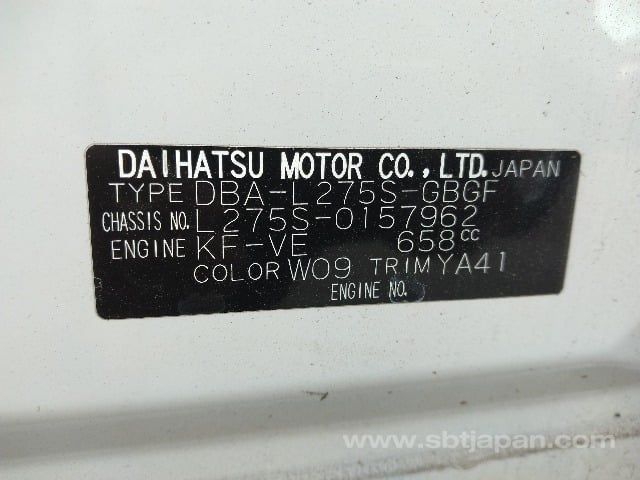 DAIHATSU MOTOR CO., LTD. JAPAN
TYPE DBA-L275S-GBGF
CHASSIS NO. L275S-0157962
ENGINE KF-VE 658cc
COLOR W09 TRIM YA41
ENGINE NO.
www.sbtjapan.com